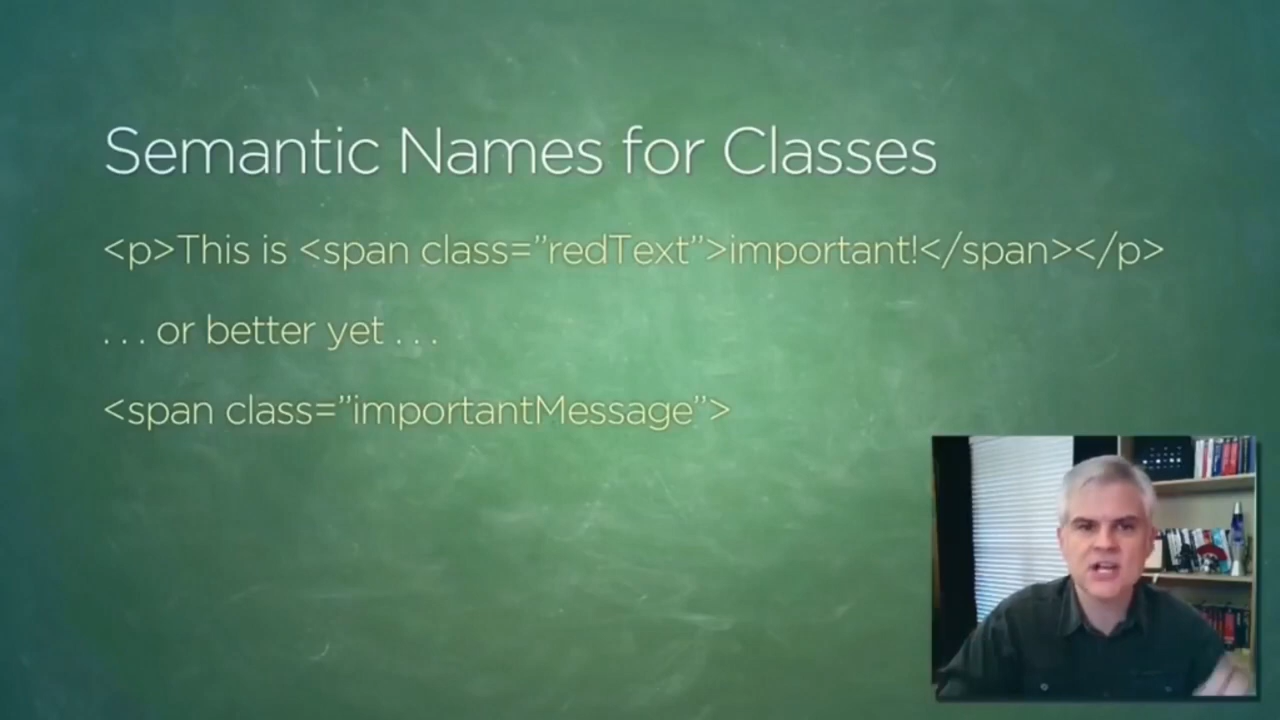 Semantic Names for Classes
<p>This is <span class=”redText”>important!</span></p>
. . . or better yet . . .
<span class=”importantMessage”>